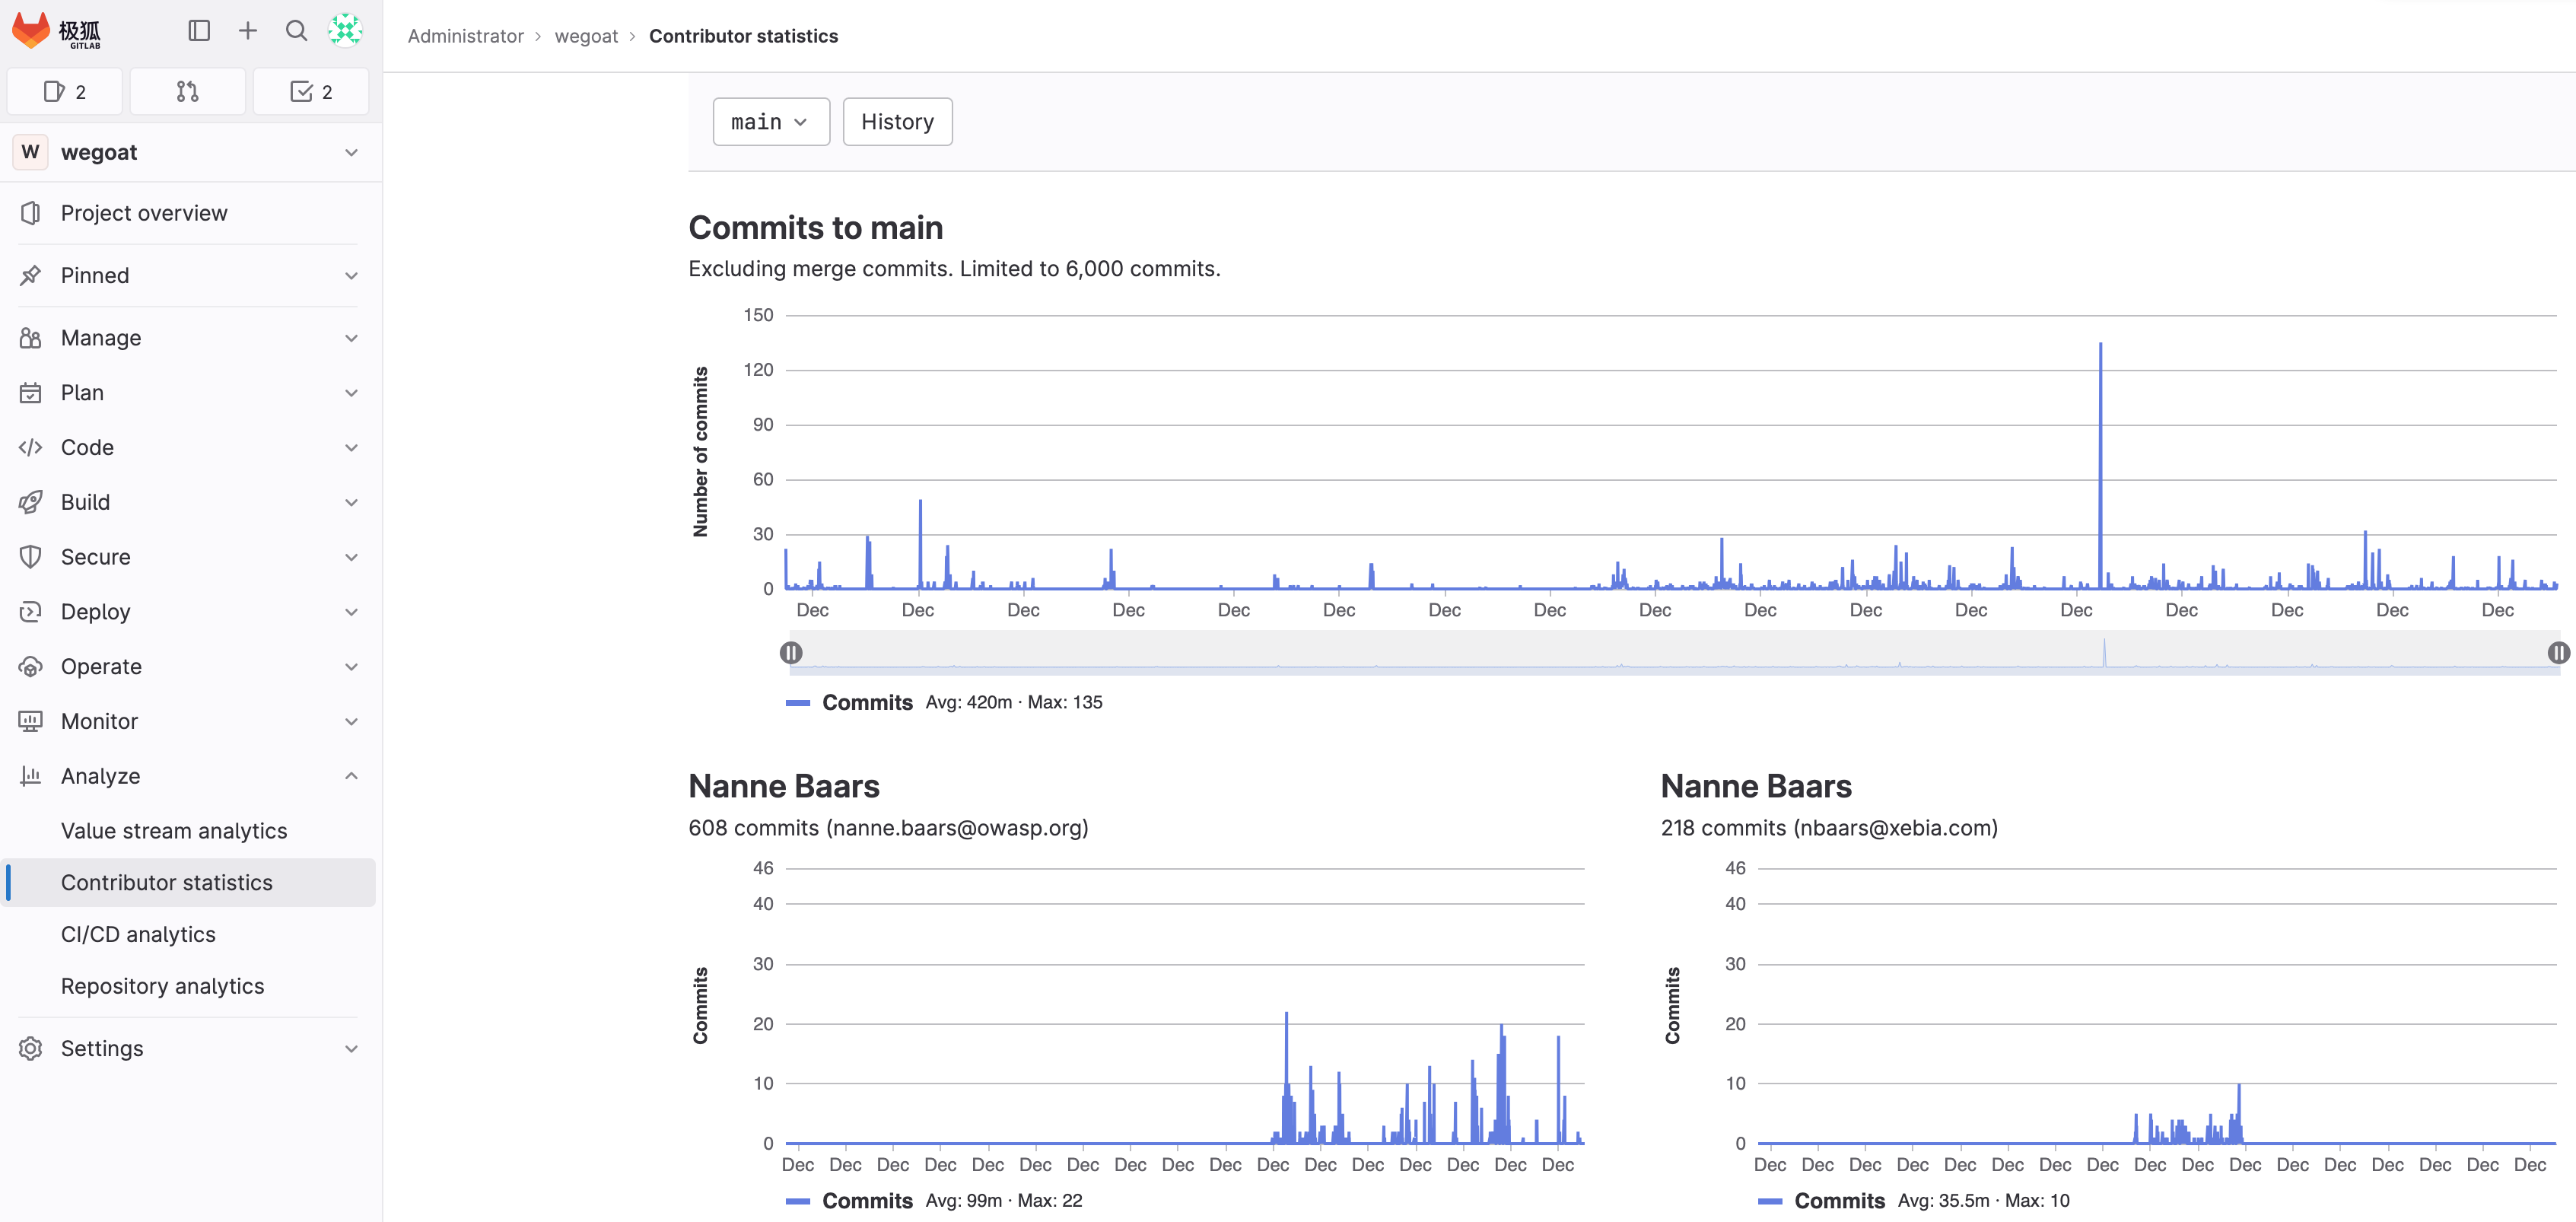 极狐
GITLAB
2
2
W wegoat
Project overview
Pinned
Manage
Plan
Code
Build
Secure
Deploy
Operate
Monitor
Analyze
Value stream analytics
Contributor statistics
CI/CD analytics
Repository analytics
Settings
Administrator › wegoat › Contributor statistics
main
History
Commits to main
Excluding merge commits. Limited to 6,000 commits.
Number of commits
150
120
90
60
30
0
Dec Dec Dec Dec Dec Dec Dec Dec Dec Dec Dec Dec Dec Dec Dec Dec Dec
Commits Avg: 420m · Max: 135
Nanne Baars
608 commits (nanne.baars@owasp.org)
Commits
46
40
30
20
10
0
Dec Dec Dec Dec Dec Dec Dec Dec Dec Dec Dec Dec Dec Dec Dec Dec Dec
Commits Avg: 99m · Max: 22
Nanne Baars
218 commits (nbaars@xebia.com)
Commits
46
40
30
20
10
0
Dec Dec Dec Dec Dec Dec Dec Dec Dec Dec Dec Dec Dec Dec Dec Dec Dec
Commits Avg: 35.5m · Max: 10